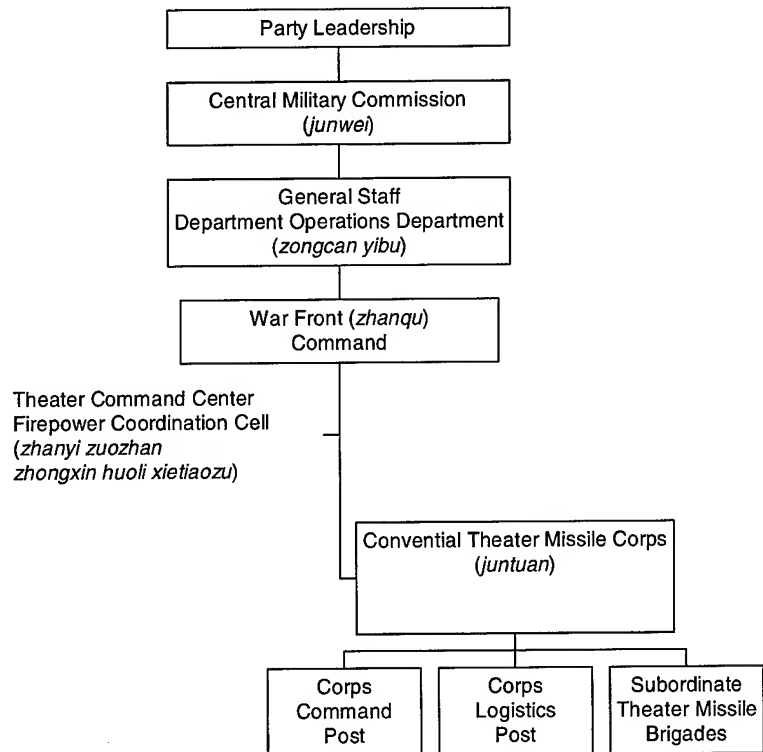 Party Leadership
Central Military Commission
(junwei)
General Staff
Department Operations Department
(zongcan yibu)
War Front (zhanqu)
Command
Theater Command Center
Firepower Coordination Cell
(zhanyi zuozhan
zhongxin huoli xietiaozu)
Convential Theater Missile Corps
(juntuan)
Corps
Command
Post
Corps
Logistics
Post
Subordinate
Theater Missile
Brigades